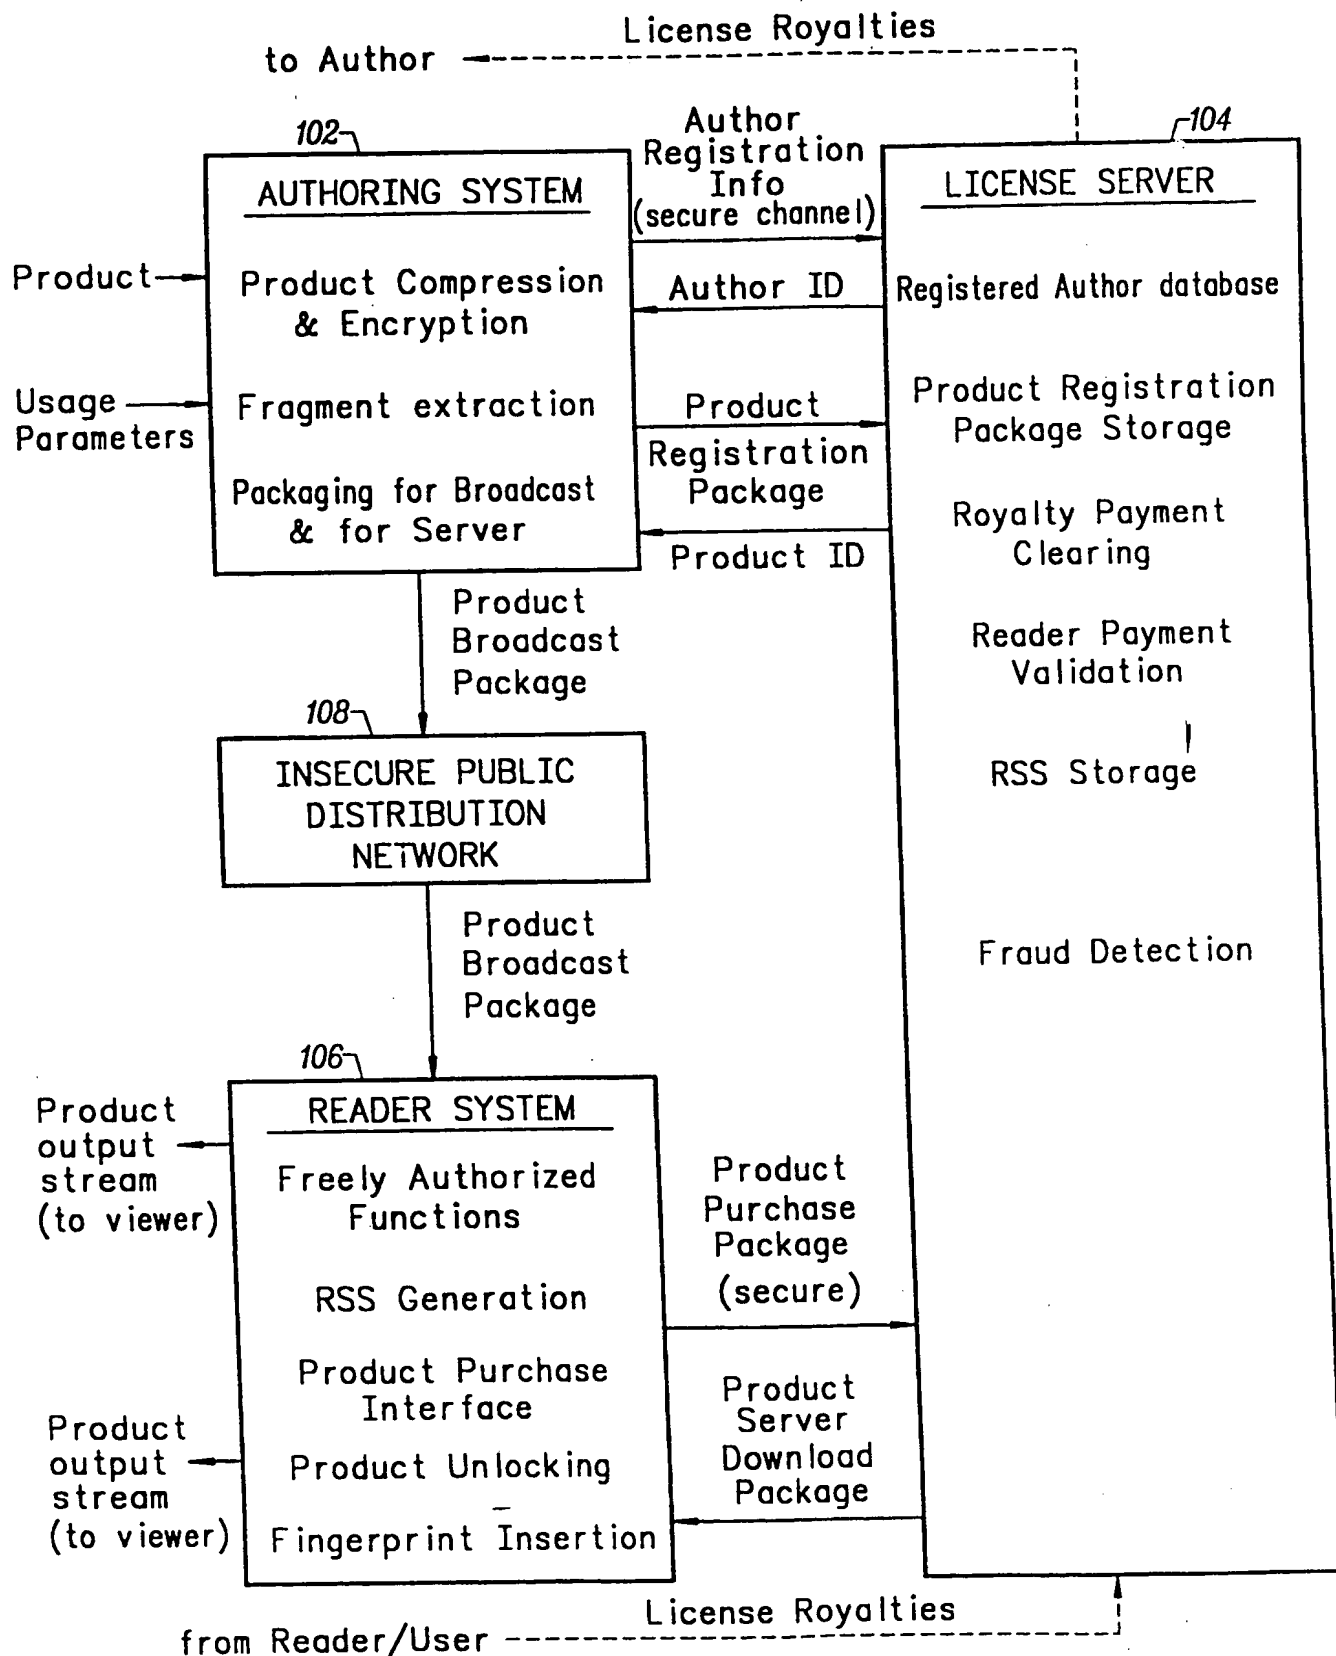 License Royalties
to Author
102
AUTHORING SYSTEM
Product Compression
& Encryption
Fragment extraction
Packaging for Broadcast
& for Server
Product
Usage
Parameters
Author
Registration
Info
(secure channel)
Author ID
Product
Registration
Package
Product ID
104
LICENSE SERVER
Registered Author database
Product Registration
Package Storage
Royalty Payment
Clearing
Reader Payment
Validation
RSS Storage
Fraud Detection
Product
Broadcast
Package
108
INSECURE PUBLIC
DISTRIBUTION
NETWORK
Product
Broadcast
Package
106
READER SYSTEM
Freely Authorized
Functions
RSS Generation
Product Purchase
Interface
Product Unlocking
Fingerprint Insertion
Product
output
stream
(to viewer)
Product
output
stream
(to viewer)
Product
Purchase
Package
(secure)
Product
Server
Download
Package
License Royalties
from Reader/User